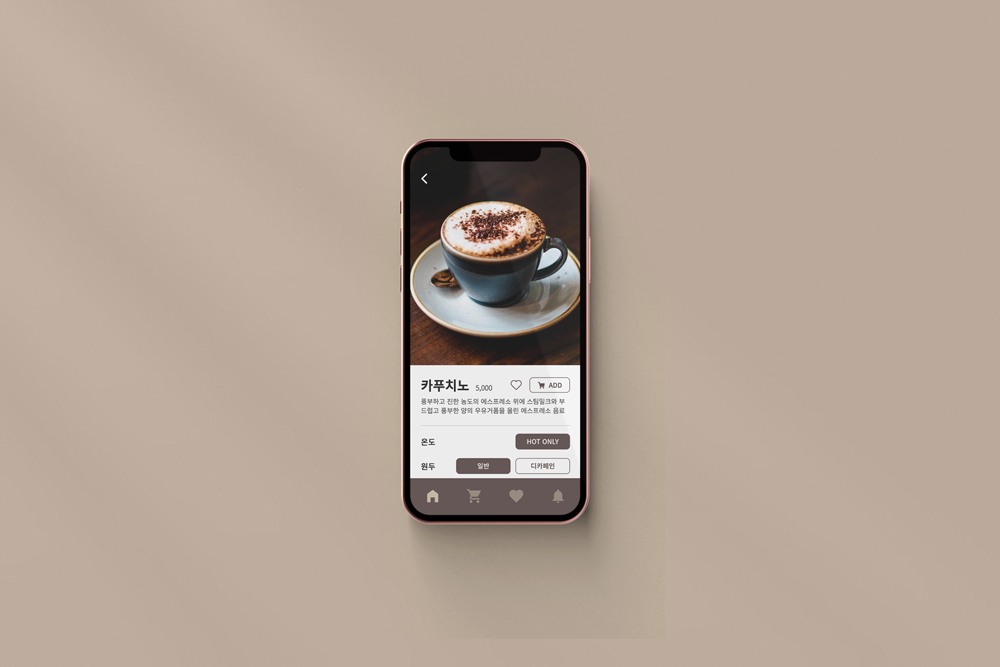 카푸치노 5,000 ADD
풍부하고 진한 농도의 에스프레소 위에 스팀밀크와 부
드럽고 풍부한 양의 우유거품을 올린 에스프레소 음료
온도 HOT ONLY
원두 일반 디카페인